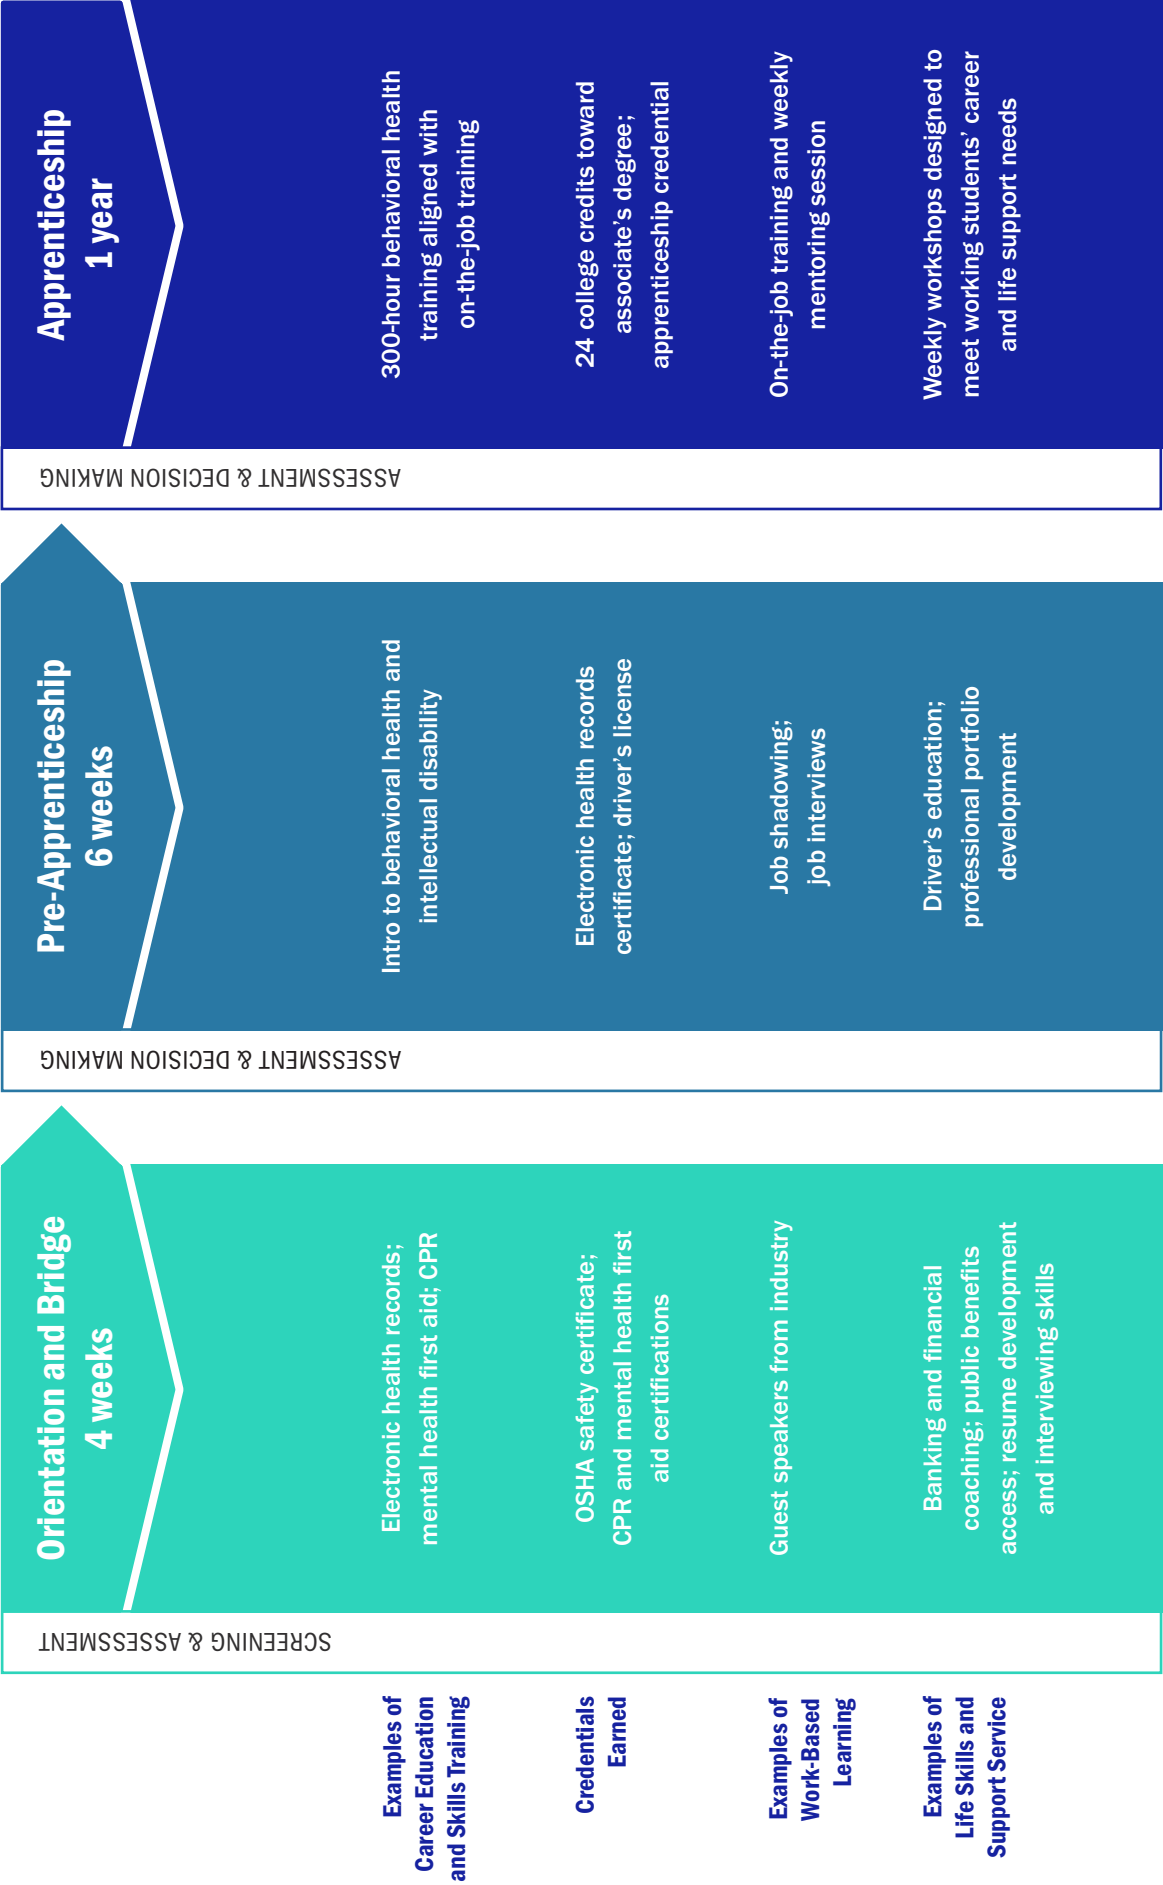 Examples of
Career Education
and Skills Training
Credentials
Earned
Examples of
Work-Based
Learning
Examples of
Life Skills and
Support Service
SCREENING & ASSESSMENT
Orientation and Bridge
4 weeks
Electronic health records;
mental health first aid; CPR
OSHA safety certificate;
CPR and mental health first
aid certifications
Guest speakers from industry
Banking and financial
coaching; public benefits
access; resume development
and interviewing skills
ASSESSMENT & DECISION MAKING
Pre-Apprenticeship
6 weeks
Intro to behavioral health and
intellectual disability
Electronic health records
certificate; driver’s license
Job shadowing;
job interviews
Driver’s education;
professional portfolio
development
ASSESSMENT & DECISION MAKING
Apprenticeship
1 year
300-hour behavioral health
training aligned with
on-the-job training
24 college credits toward
associate’s degree;
apprenticeship credential
On-the-job training and weekly
mentoring session
Weekly workshops designed to
meet working students’ career
and life support needs